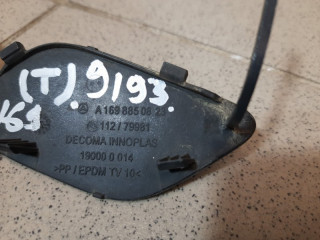 (T). 9193.
169
A 169 885 08 23
112 / 79981
DECOMA INNOPLAS
19000 0 014
>PP / EPDM TV 10<